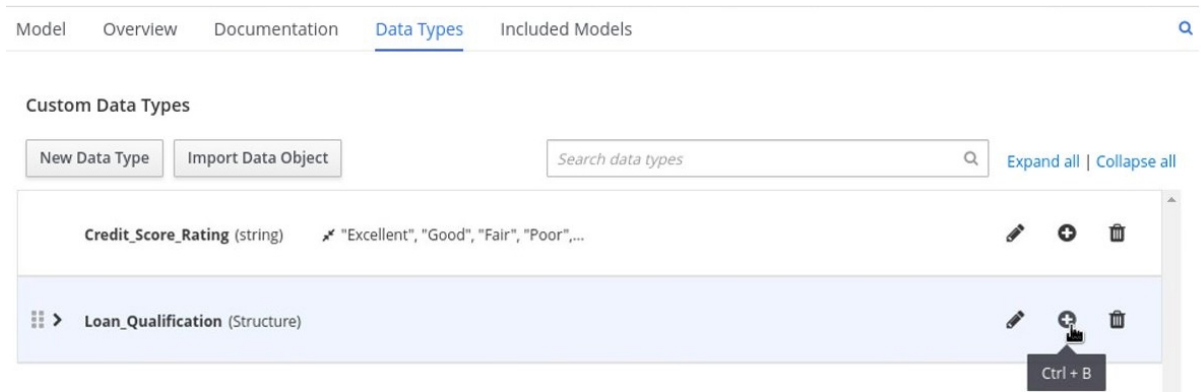 Model Overview Documentation Data Types Included Models
Custom Data Types
New Data Type Import Data Object Search data types Expand all | Collapse all
Credit_Score_Rating (string) "Excellent", "Good", "Fair", "Poor",...
Loan_Qualification (Structure)
Ctrl + B